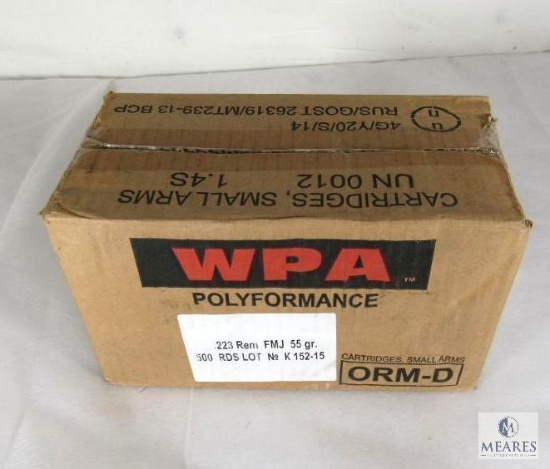 4G/Y20/S/14
RUS/GOST 26319/MT239-13 BCP
u
n
CARTRIDGES, SMALL ARMS
UN 0012
1.4S
WPA
TM
POLYFORMANCE
.223 Rem FMJ 55 gr.
500 RDS LOT № K 152-15
CARTRIDGES, SMALL ARMS
ORM-D
M
MEARES